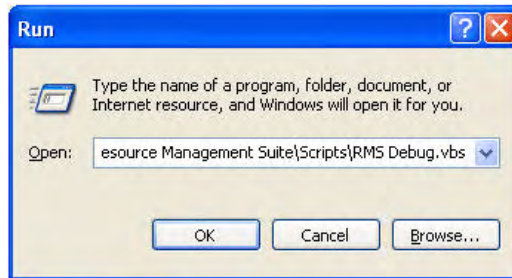 Run
Type the name of a program, folder, document, or
Internet resource, and Windows will open it for you.
Open: esource Management Suite\Scripts\RMS Debug.vbs
OK Cancel Browse...